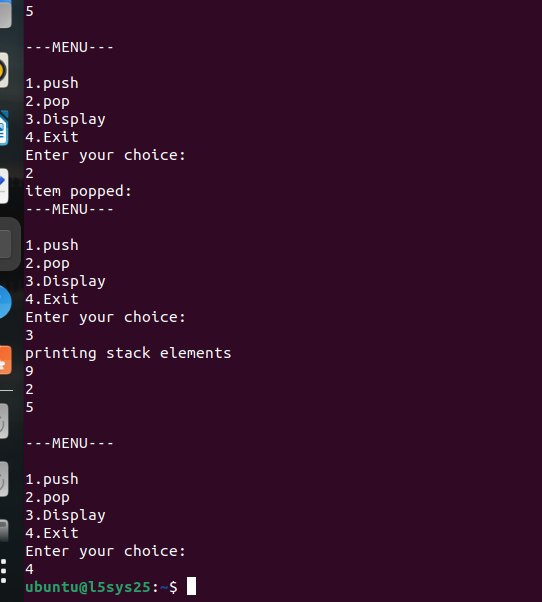 5
---MENU---
1.push
2.pop
3.Display
4.Exit
Enter your choice:
2
item popped:
---MENU---
1.push
2.pop
3.Display
4.Exit
Enter your choice:
3
printing stack elements
9
2
5
---MENU---
1.push
2.pop
3.Display
4.Exit
Enter your choice:
4
ubuntu@l5sys25:~$